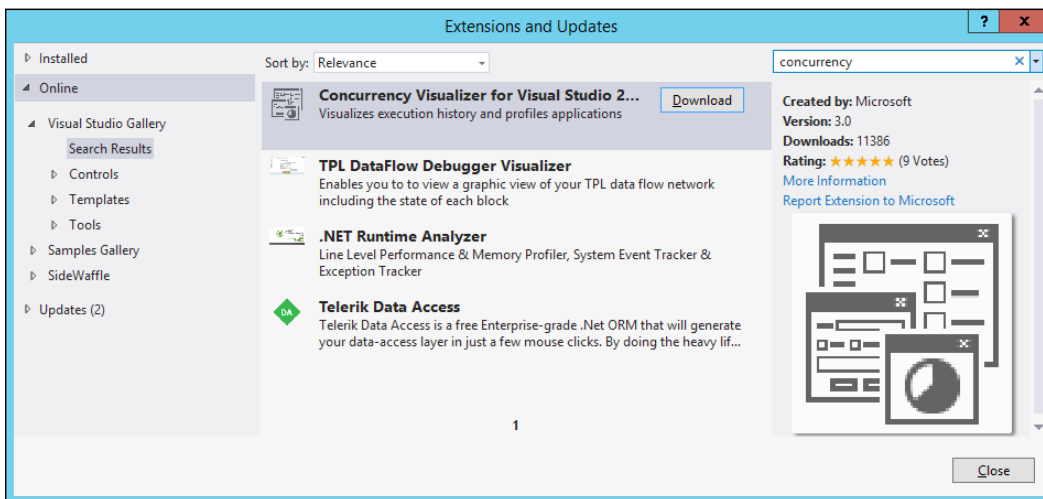 Extensions and Updates
?
x
Installed
Online
Visual Studio Gallery
Search Results
Controls
Templates
Tools
Samples Gallery
SideWaffle
Updates (2)
Sort by: Relevance
Concurrency Visualizer for Visual Studio 2...
Visualizes execution history and profiles applications
Download
TPL DataFlow Debugger Visualizer
Enables you to to view a graphic view of your TPL data flow network
including the state of each block
.NET Runtime Analyzer
Line Level Performance & Memory Profiler, System Event Tracker &
Exception Tracker
DA
Telerik Data Access
Telerik Data Access is a free Enterprise-grade .Net ORM that will generate
your data-access layer in just a few mouse clicks. By doing the heavy lif...
1
concurrency
Created by: Microsoft
Version: 3.0
Downloads: 11386
Rating: ★★★★★ (9 Votes)
More Information
Report Extension to Microsoft
Close